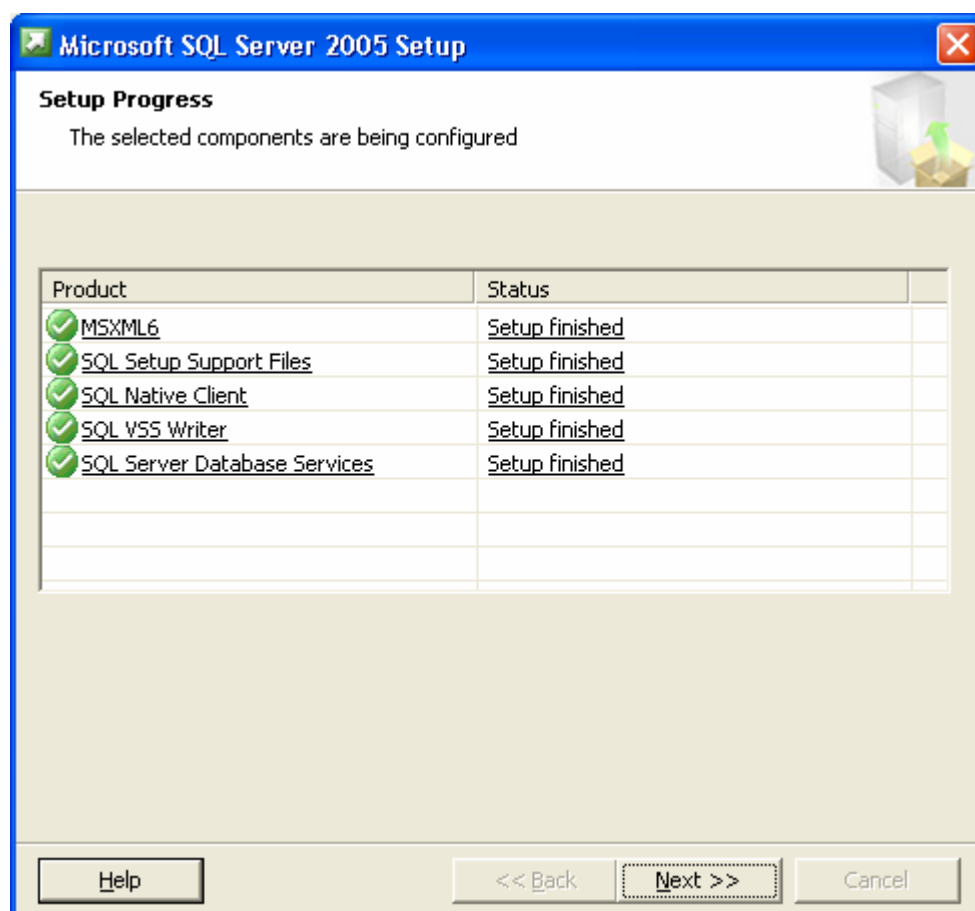 Microsoft SQL Server 2005 Setup
Setup Progress
The selected components are being configured
Product Status
MSXML6 Setup finished
SQL Setup Support Files Setup finished
SQL Native Client Setup finished
SQL VSS Writer Setup finished
SQL Server Database Services Setup finished
Help << Back Next >> Cancel